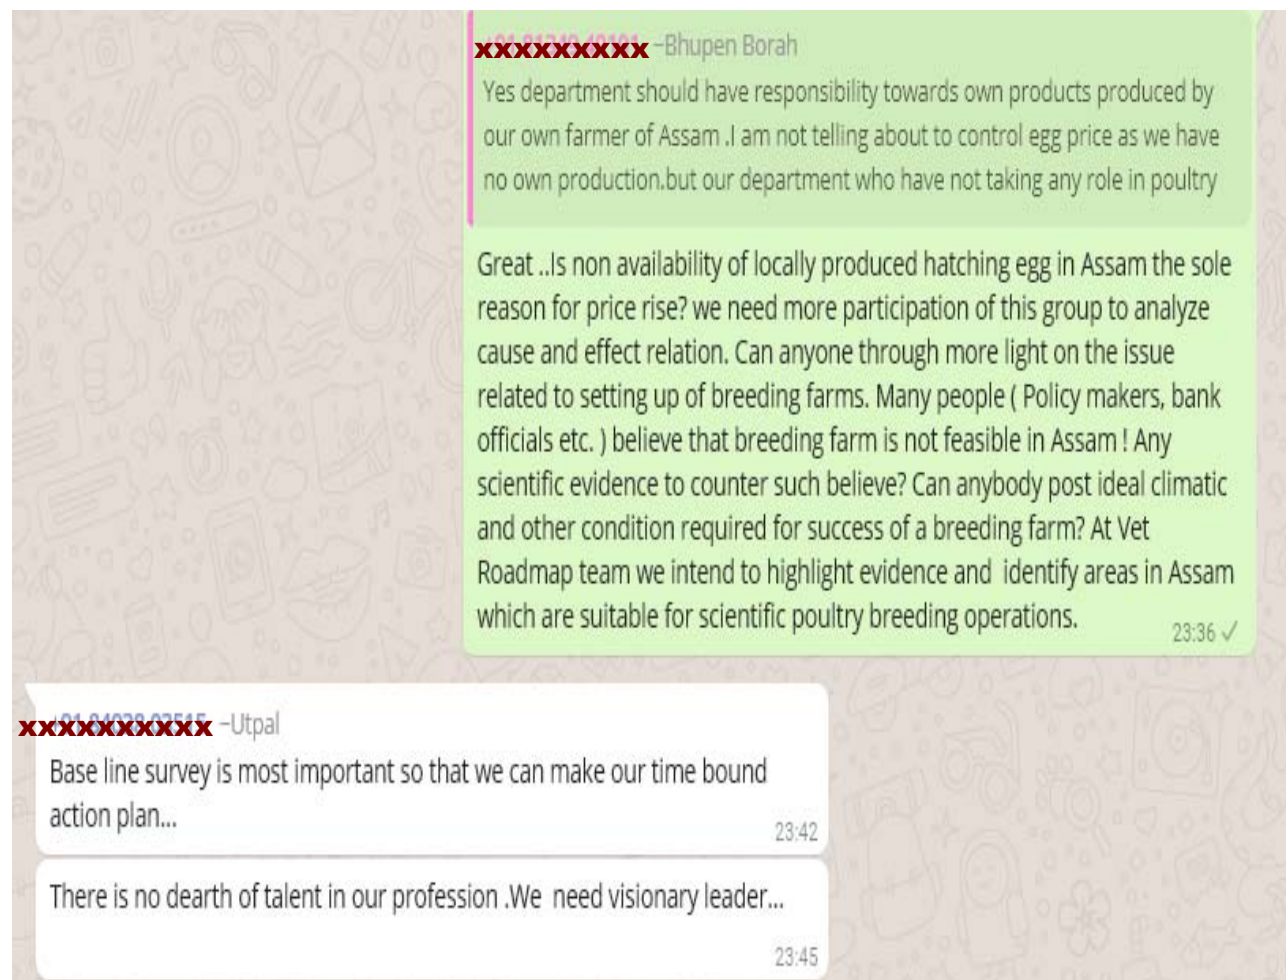 xxxxxxxxx ~Bhupen Borah
Yes department should have responsibility towards own products produced by
our own farmer of Assam .I am not telling about to control egg price as we have
no own production.but our department who have not taking any role in poultry
Great ..Is non availability of locally produced hatching egg in Assam the sole
reason for price rise? we need more participation of this group to analyze
cause and effect relation. Can anyone through more light on the issue
related to setting up of breeding farms. Many people ( Policy makers, bank
officials etc. ) believe that breeding farm is not feasible in Assam ! Any
scientific evidence to counter such believe? Can anybody post ideal climatic
and other condition required for success of a breeding farm? At Vet
Roadmap team we intend to highlight evidence and  identify areas in Assam
which are suitable for scientific poultry breeding operations.
23:36
xxxxxxxxxx ~Utpal
Base line survey is most important so that we can make our time bound
action plan...
23:42
There is no dearth of talent in our profession .We  need visionary leader...
23:45